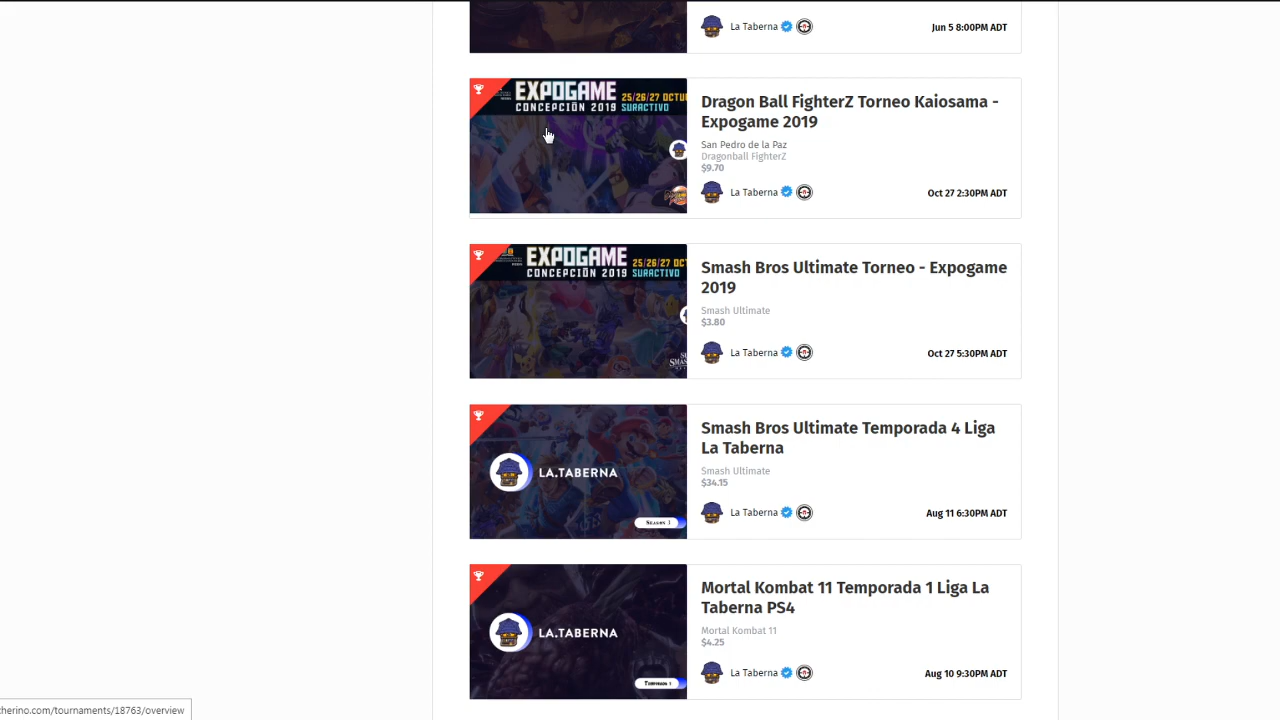 La Taberna
Jun 5 8:00PM ADT
EXPOGAME
CONCEPCIÓN 2019
25/26/27 OCTU
SURACTIVO
Dragon Ball FighterZ Torneo Kaiosama -
Expogame 2019
San Pedro de la Paz
Dragonball FighterZ
$9.70
La Taberna
Oct 27 2:30PM ADT
EXPOGAME
CONCEPCIÓN 2019
25/26/27 OCT
SURACTIVO
Smash Bros Ultimate Torneo - Expogame
2019
Smash Ultimate
$3.80
La Taberna
Oct 27 5:30PM ADT
LA.TABERNA
Smash Bros Ultimate Temporada 4 Liga
La Taberna
Smash Ultimate
$34.15
La Taberna
Aug 11 6:30PM ADT
LA.TABERNA
Temporada 1
Mortal Kombat 11 Temporada 1 Liga La
Taberna PS4
Mortal Kombat 11
$4.25
La Taberna
Aug 10 9:30PM ADT
herino.com/tournaments/18763/overview